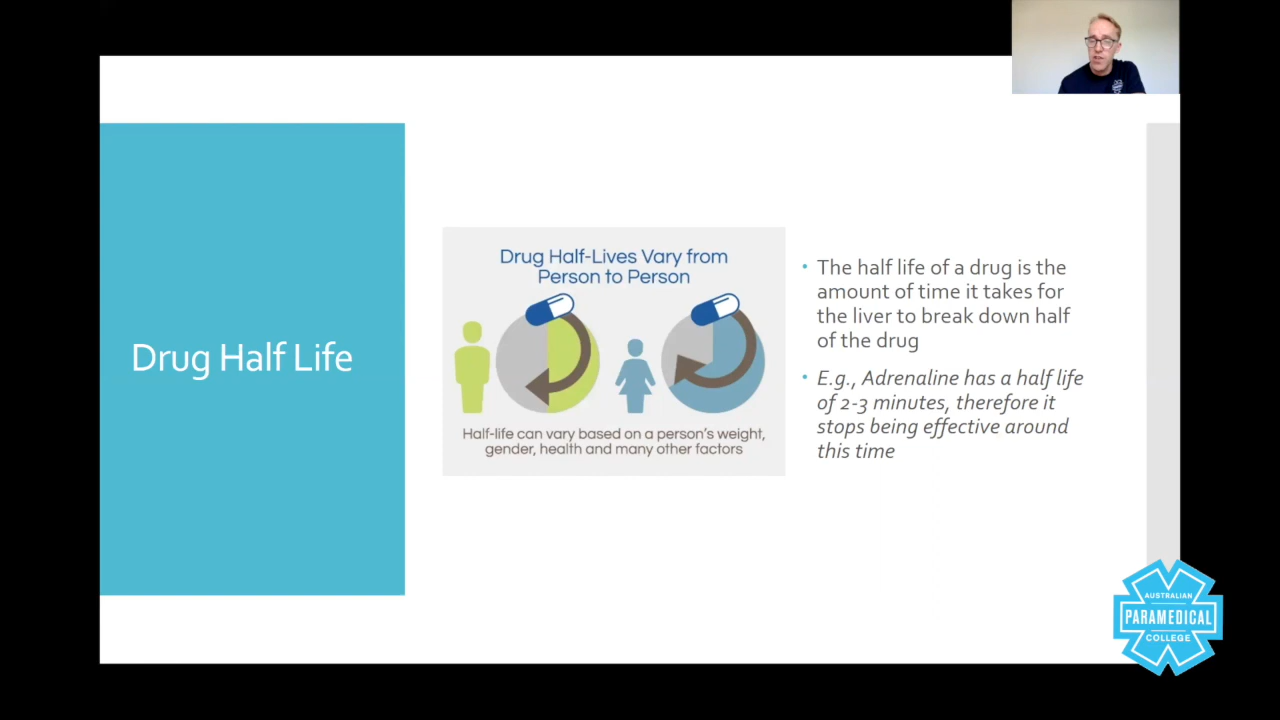 Drug Half Life
Drug Half-Lives Vary from
Person to Person
Half-life can vary based on a person's weight,
gender, health and many other factors
• The half life of a drug is the
amount of time it takes for
the liver to break down half
of the drug
• E.g., Adrenaline has a half life
of 2-3 minutes, therefore it
stops being effective around
this time
AUSTRALIAN
PARAMEDICAL
COLLEGE